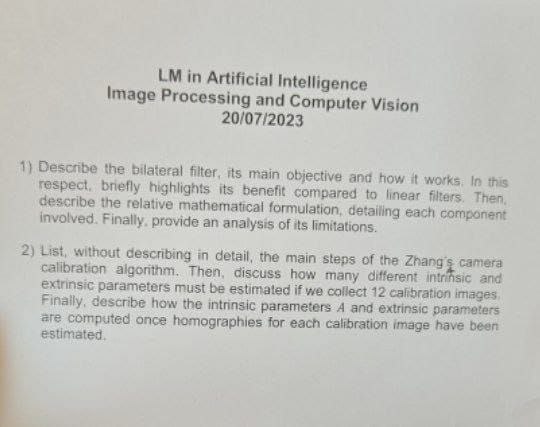 LM in Artificial Intelligence
Image Processing and Computer Vision
20/07/2023
1) Describe the bilateral filter, its main objective and how it works. In this
respect, briefly highlights its benefit compared to linear filters. Then,
describe the relative mathematical formulation, detailing each component
involved. Finally, provide an analysis of its limitations.
2) List, without describing in detail, the main steps of the Zhang's camera
calibration algorithm. Then, discuss how many different intrinsic and
extrinsic parameters must be estimated if we collect 12 calibration images.
Finally, describe how the intrinsic parameters A and extrinsic parameters
are computed once homographies for each calibration image have been
estimated.